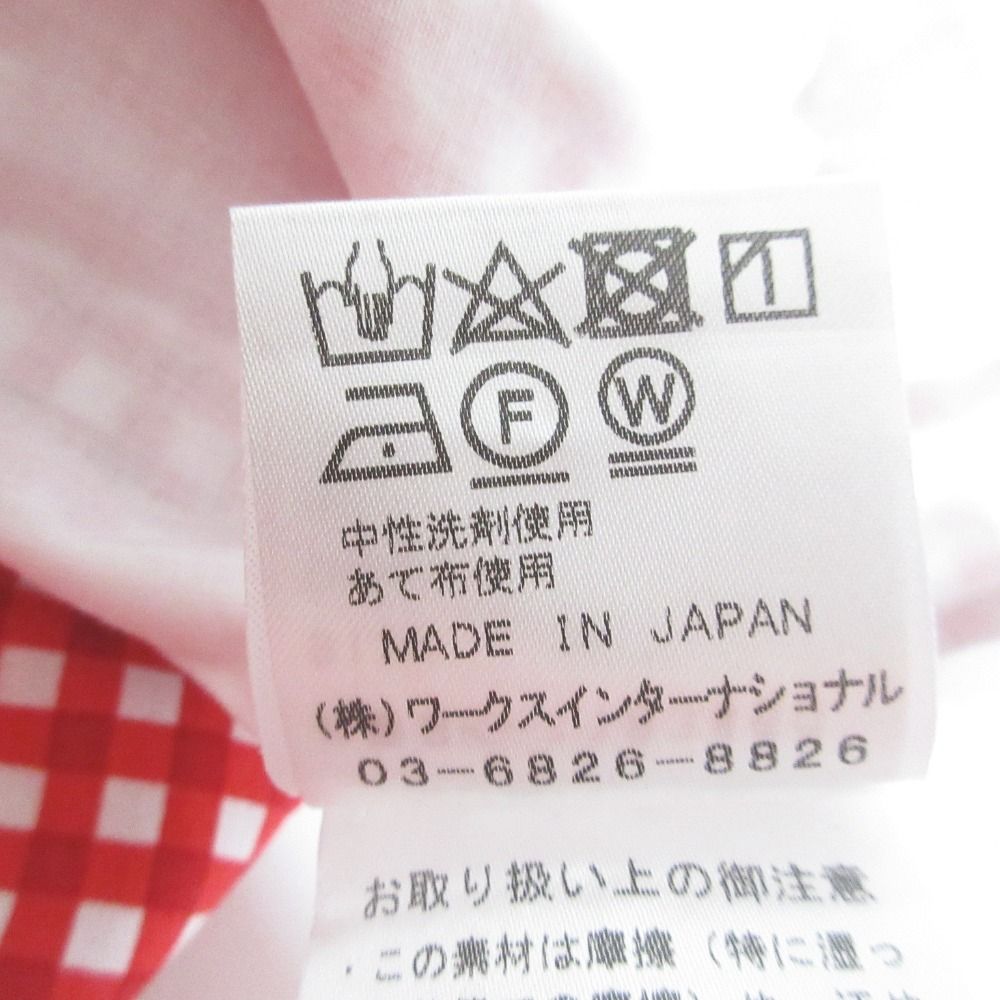 F W
中性洗剤使用
あて布使用
MADE IN JAPAN
(株)ワークスインターナショナル
03-6826-8826
お取り扱い上の御注意
・この素材は摩擦（特に湿っ